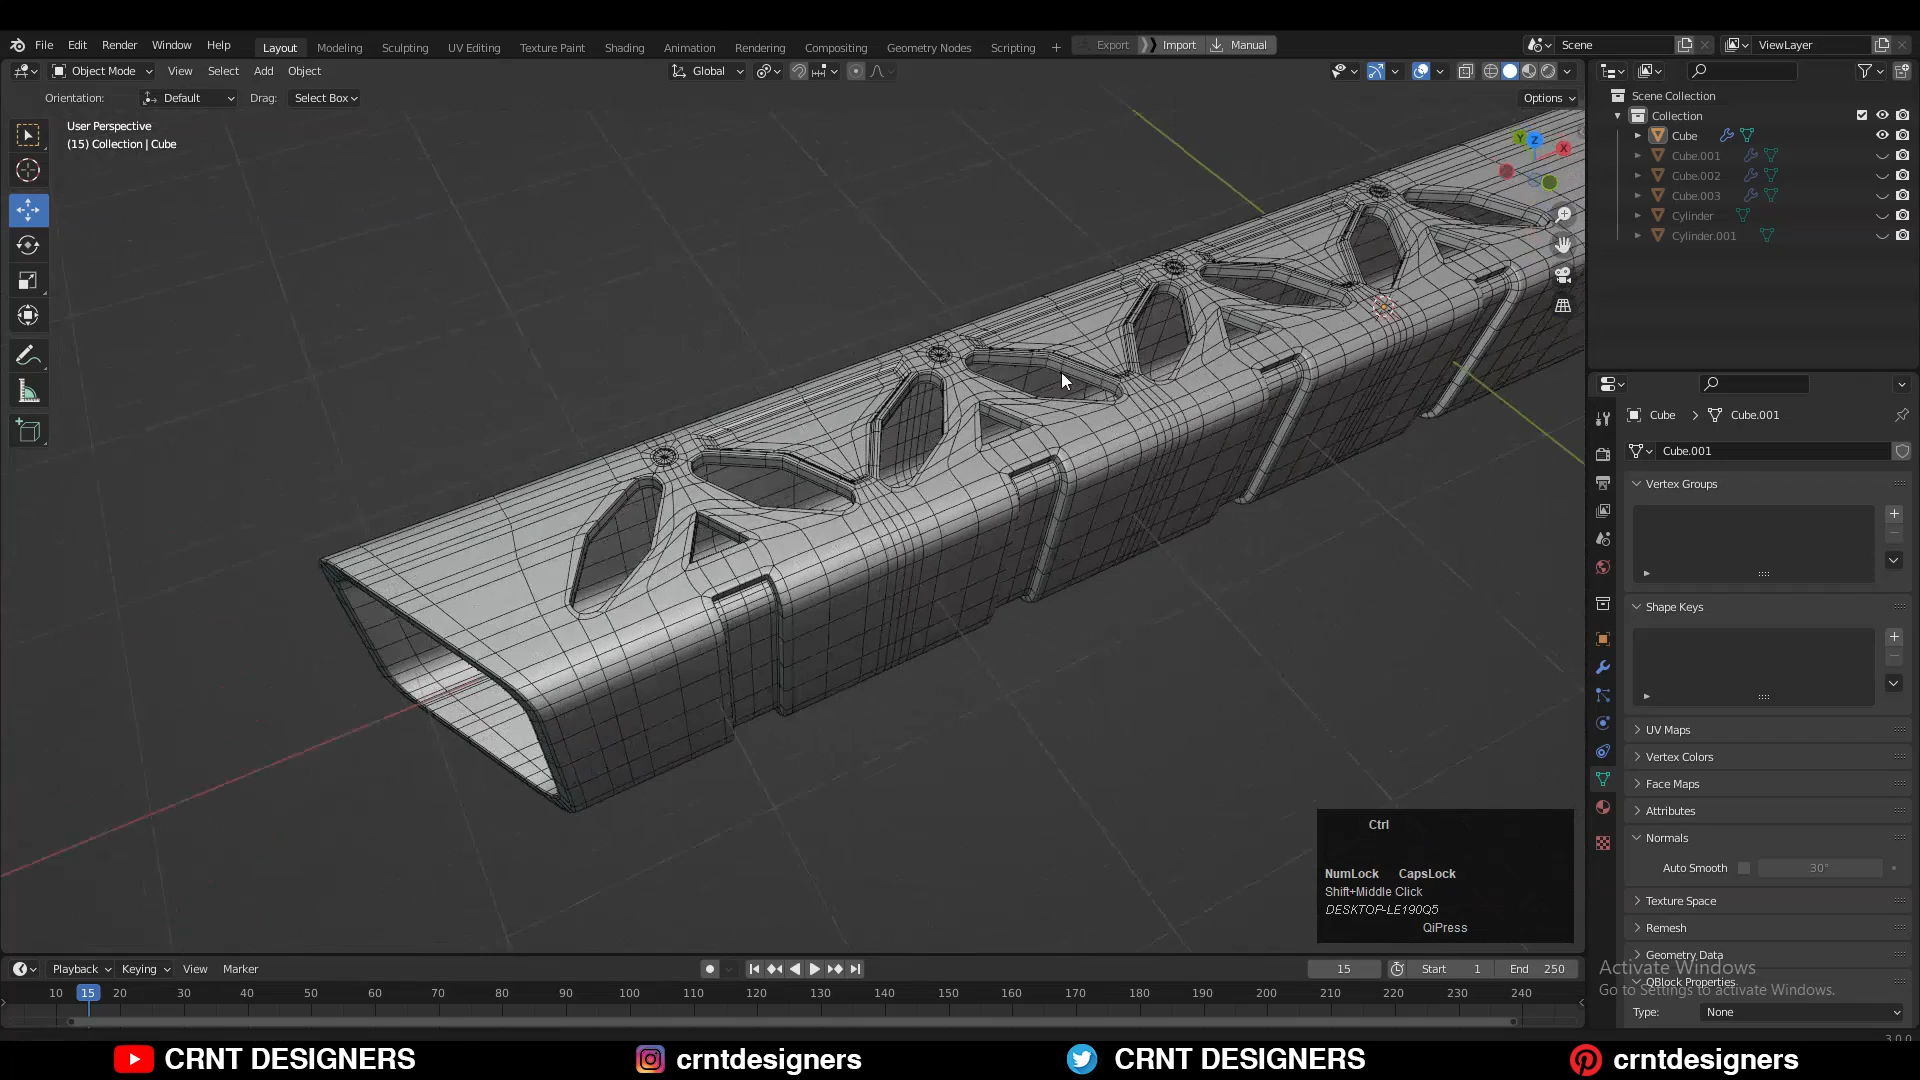 File Edit Render Window Help
Layout Modeling Sculpting UV Editing Texture Paint Shading Animation Rendering Compositing Geometry Nodes Scripting +
Export Import Manual
Scene
ViewLayer
Object Mode View Select Add Object
Global
Orientation: Default Drag: Select Box
Options
User Perspective
(15) Collection | Cube
Y Z X
Scene Collection
Collection
Cube
Cube.001
Cube.002
Cube.003
Cylinder
Cylinder.001
Cube > Cube.001
Cube.001
Vertex Groups
Shape Keys
UV Maps
Vertex Colors
Face Maps
Attributes
Normals
Auto Smooth 30°
Texture Space
Remesh
Geometry Data
QBlock Properties
Type: None
Activate Windows
Go to Settings to activate Windows.
Ctrl
NumLock CapsLock
Shift+Middle Click
DESKTOP-LE190Q5
QiPress
Playback Keying View Marker
15 Start 1 End 250
10 15 20 30 40 50 60 70 80 90 100 110 120 130 140 150 160 170 180 190 200 210 220 230 240
3.0.0
CRNT DESIGNERS
crntdesigners
CRNT DESIGNERS
crntdesigners